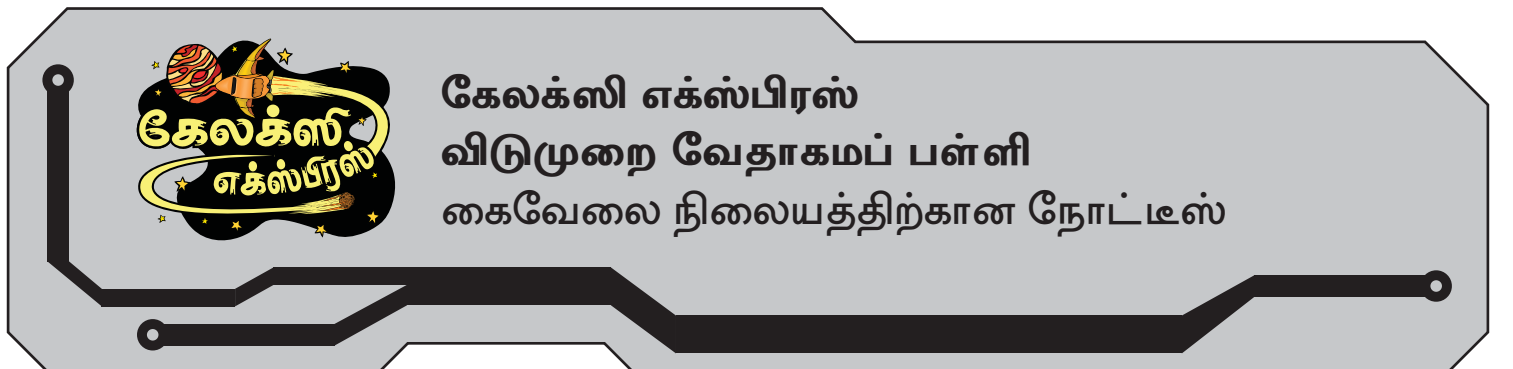 கேலக்ஸி
எக்ஸ்பிரஸ்
கேலக்ஸி எக்ஸ்பிரஸ்
விடுமுறை வேதாகமப் பள்ளி
கைவேலை நிலையத்திற்கான நோட்டீஸ்